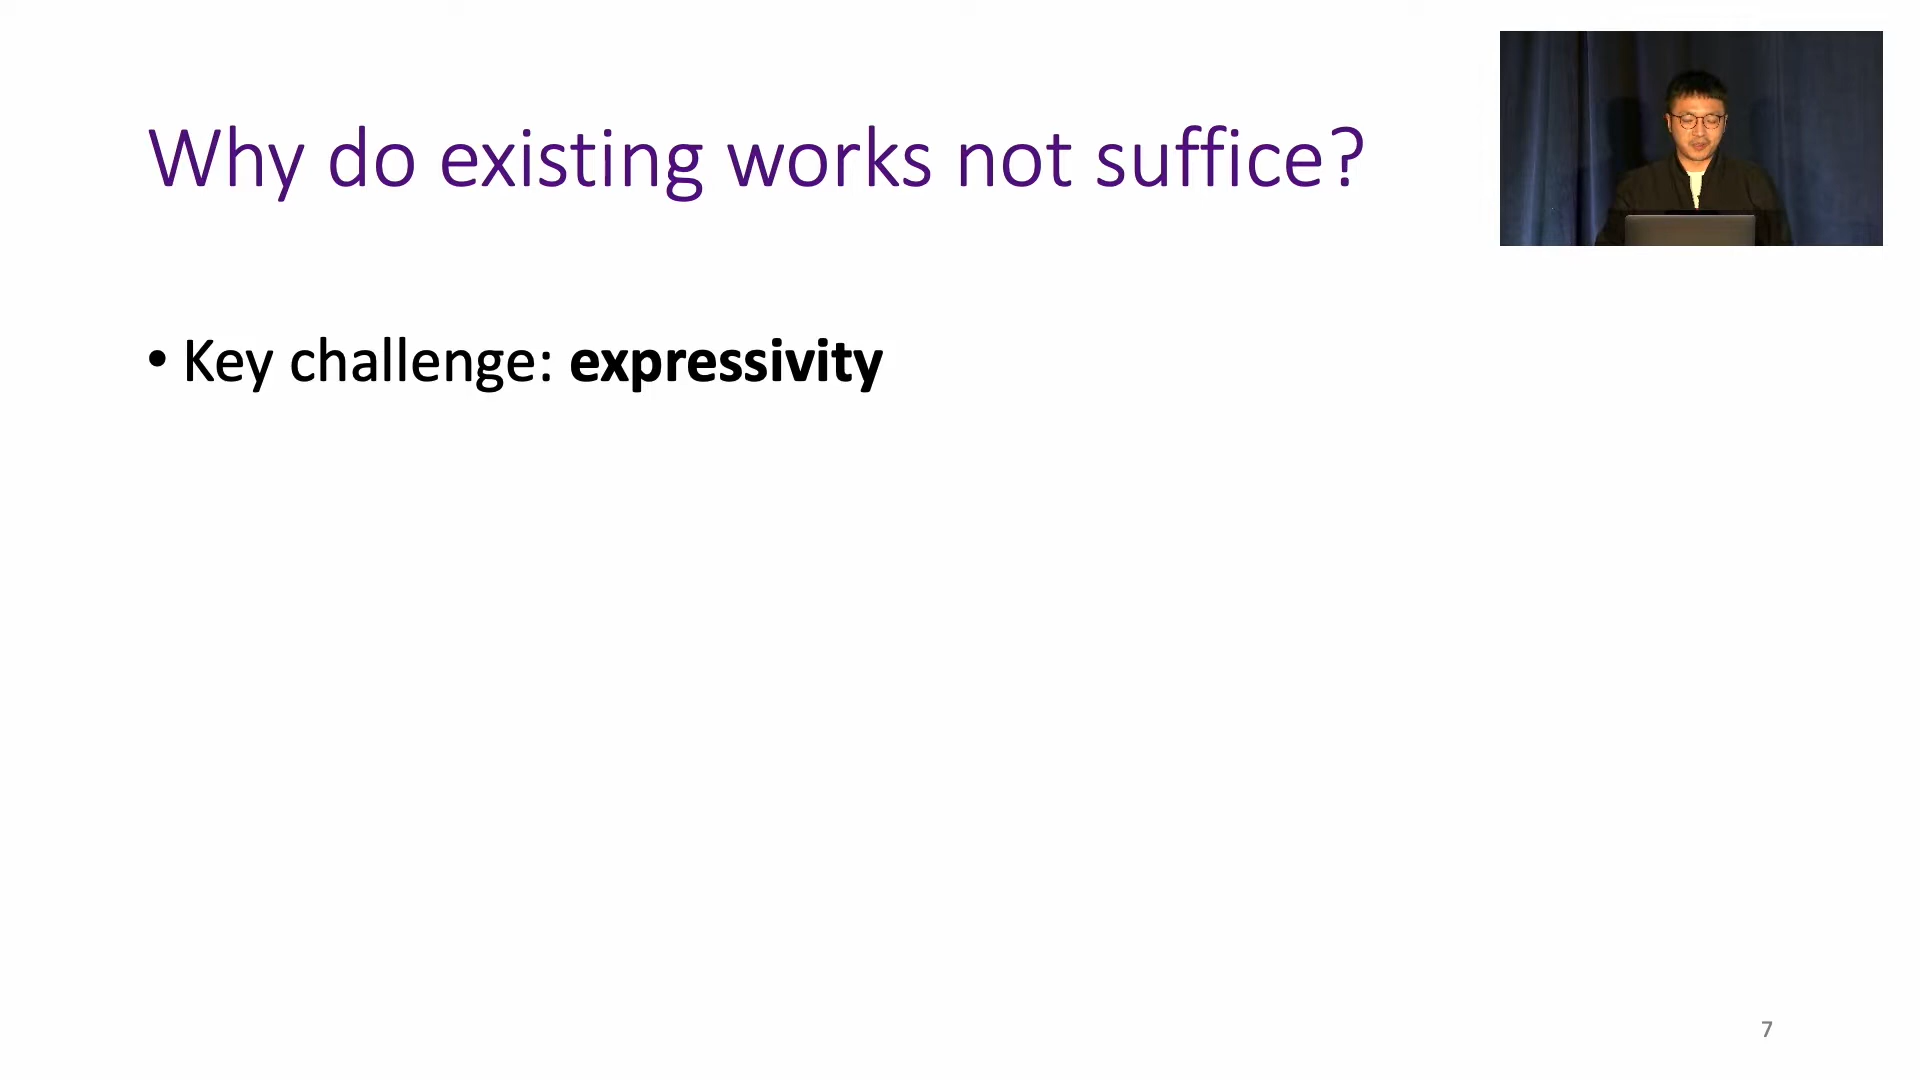 Why do existing works not suffice?
• Key challenge: expressivity
7